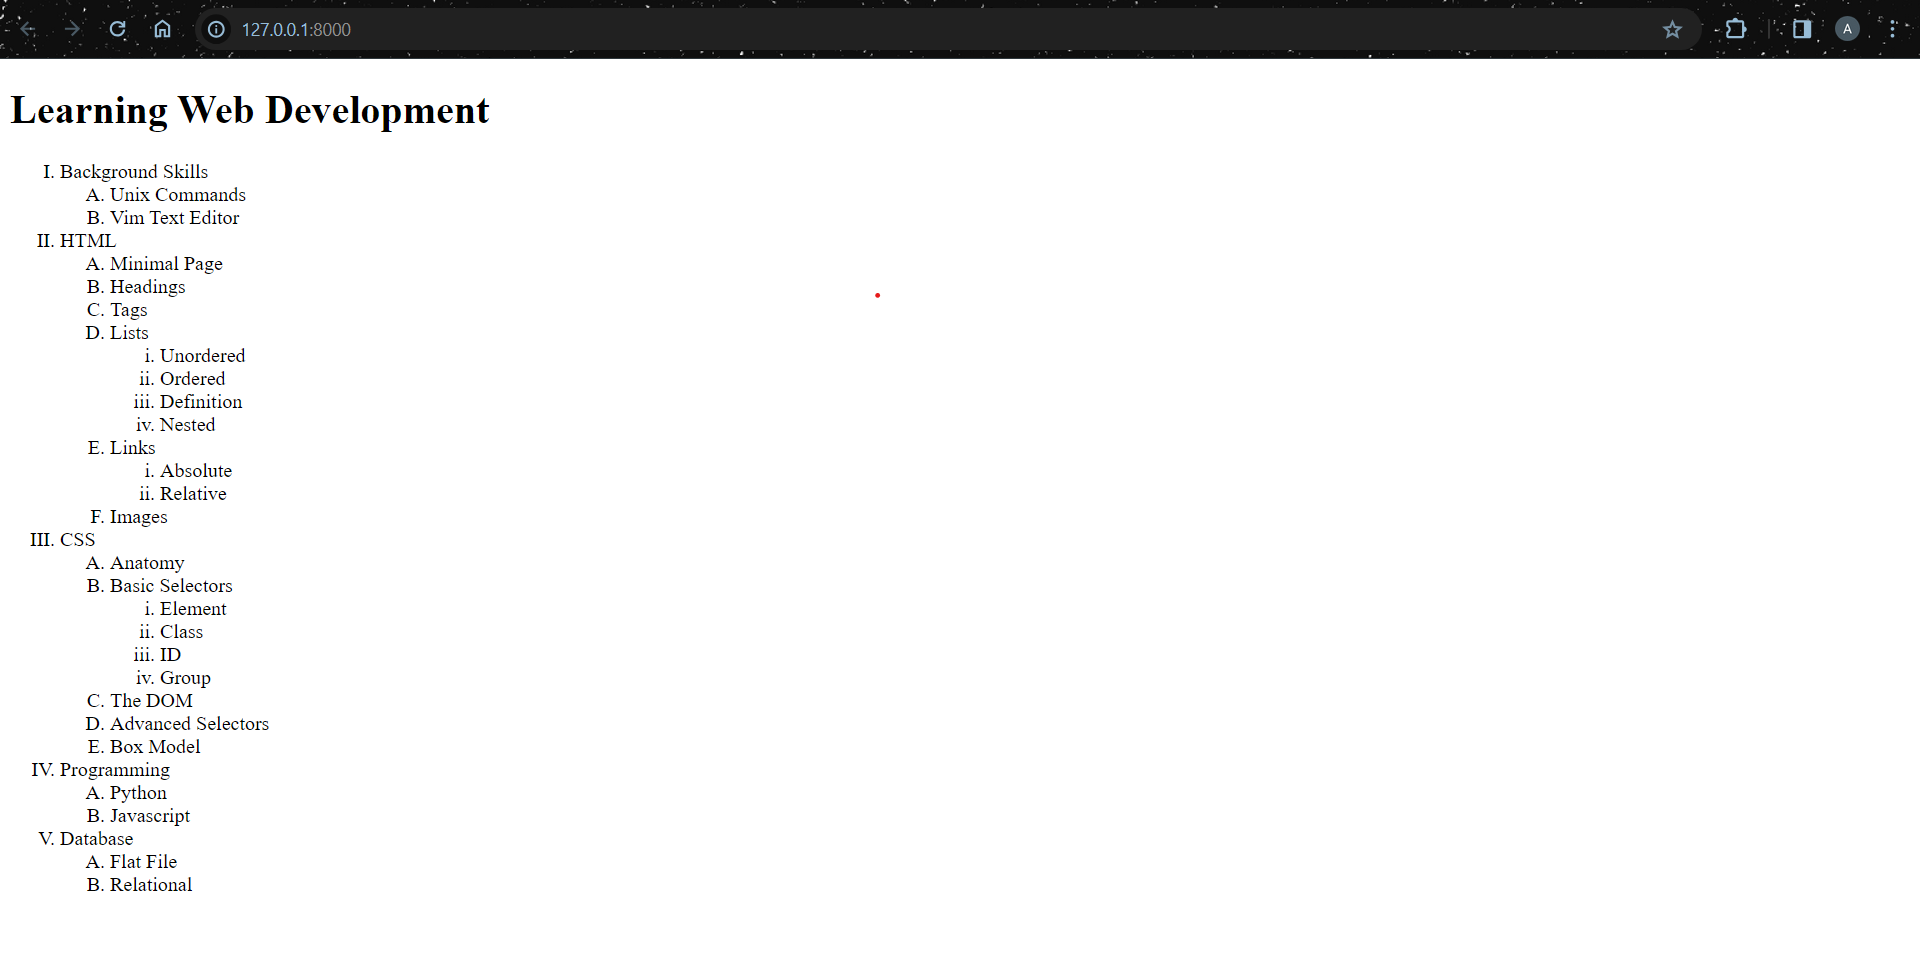 127.0.0.1:8000
A
Learning Web Development
I. Background Skills
A. Unix Commands
B. Vim Text Editor
II. HTML
A. Minimal Page
B. Headings
C. Tags
D. Lists
i. Unordered
ii. Ordered
iii. Definition
iv. Nested
E. Links
i. Absolute
ii. Relative
F. Images
III. CSS
A. Anatomy
B. Basic Selectors
i. Element
ii. Class
iii. ID
iv. Group
C. The DOM
D. Advanced Selectors
E. Box Model
IV. Programming
A. Python
B. Javascript
V. Database
A. Flat File
B. Relational